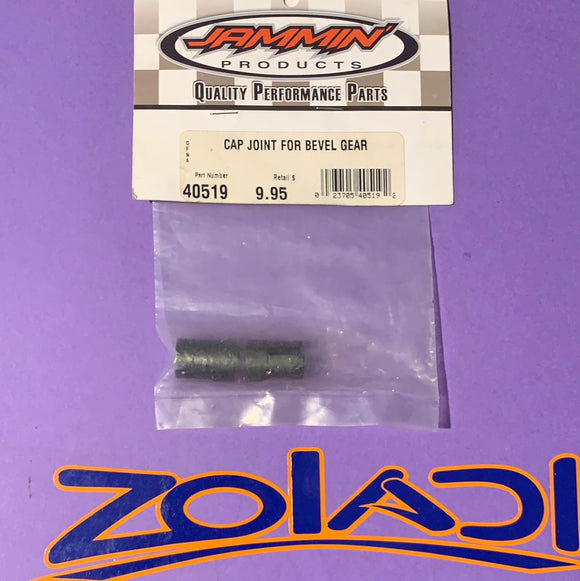 JAMMIN'
PRODUCTS
QUALITY PERFORMANCE PARTS
OFNA
CAP JOINT FOR BEVEL GEAR
Part Number
Retail $
40519
9.95
0 23705 40519 2